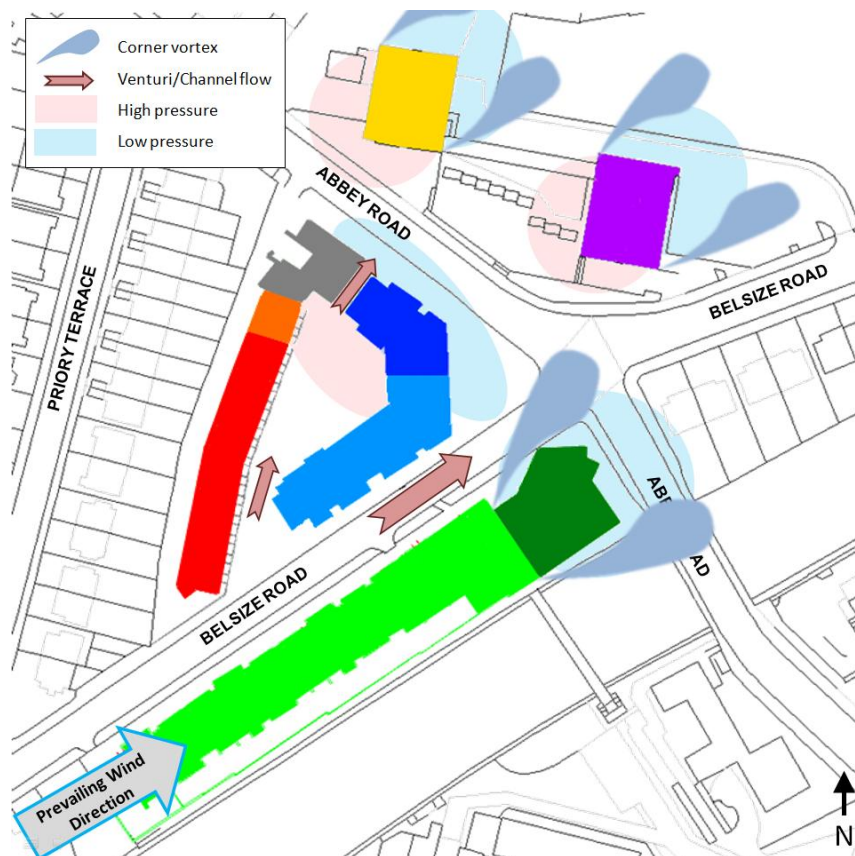 Corner vortex
Venturi/Channel flow
High pressure
Low pressure
ABBEY ROAD
PRIORY TERRACE
BELSIZE ROAD
BELSIZE ROAD
Prevailing Wind
Direction
N